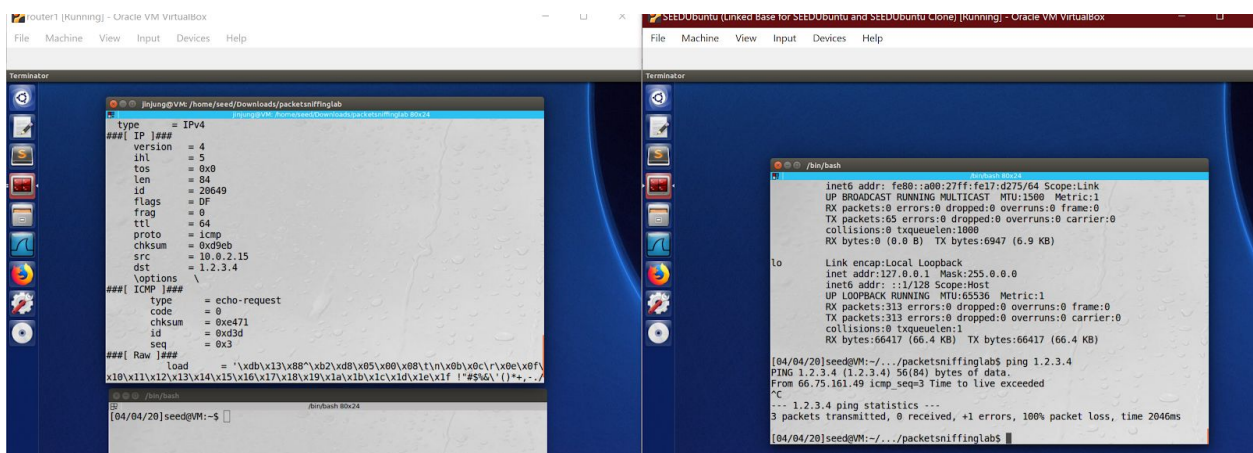 router1 [Running] - Oracle VM VirtualBox
File Machine View Input Devices Help
Terminator
jinjung@VM: /home/seed/Downloads/packetsniffinglab
jinjung@VM: /home/seed/Downloads/packetsniffinglab 80x24
type = IPv4
###[ IP ]###
version = 4
ihl = 5
tos = 0x0
len = 84
id = 20649
flags = DF
frag = 0
ttl = 64
proto = icmp
chksum = 0xd9eb
src = 10.0.2.15
dst = 1.2.3.4
\options \
###[ ICMP ]###
type = echo-request
code = 0
chksum = 0xe471
id = 0xd3d
seq = 0x3
###[ Raw ]###
load = '\xdb\x13\x88^\xb2\xd8\x05\x00\x08\t\n\x0b\x0c\r\x0e\x0f\
x10\x11\x12\x13\x14\x15\x16\x17\x18\x19\x1a\x1b\x1c\x1d\x1e\x1f !"#$%&\'()*+,-./
/bin/bash
/bin/bash 80x24
[04/04/20]seed@VM:~$
SEEDUbuntu (Linked Base for SEEDUbuntu and SEEDUbuntu Clone) [Running] - Oracle VM VirtualBox
File Machine View Input Devices Help
Terminator
/bin/bash
/bin/bash 80x24
inet6 addr: fe80::a00:27ff:fe17:d275/64 Scope:Link
UP BROADCAST RUNNING MULTICAST MTU:1500 Metric:1
RX packets:0 errors:0 dropped:0 overruns:0 frame:0
TX packets:65 errors:0 dropped:0 overruns:0 carrier:0
collisions:0 txqueuelen:1000
RX bytes:0 (0.0 B) TX bytes:6947 (6.9 KB)
lo Link encap:Local Loopback
inet addr:127.0.0.1 Mask:255.0.0.0
inet6 addr: ::1/128 Scope:Host
UP LOOPBACK RUNNING MTU:65536 Metric:1
RX packets:313 errors:0 dropped:0 overruns:0 frame:0
TX packets:313 errors:0 dropped:0 overruns:0 carrier:0
collisions:0 txqueuelen:1
RX bytes:66417 (66.4 KB) TX bytes:66417 (66.4 KB)
[04/04/20]seed@VM:~/.../packetsniffinglab$ ping 1.2.3.4
PING 1.2.3.4 (1.2.3.4) 56(84) bytes of data.
From 66.75.161.49 icmp_seq=3 Time to live exceeded
^C
--- 1.2.3.4 ping statistics ---
3 packets transmitted, 0 received, +1 errors, 100% packet loss, time 2046ms
[04/04/20]seed@VM:~/.../packetsniffinglab$